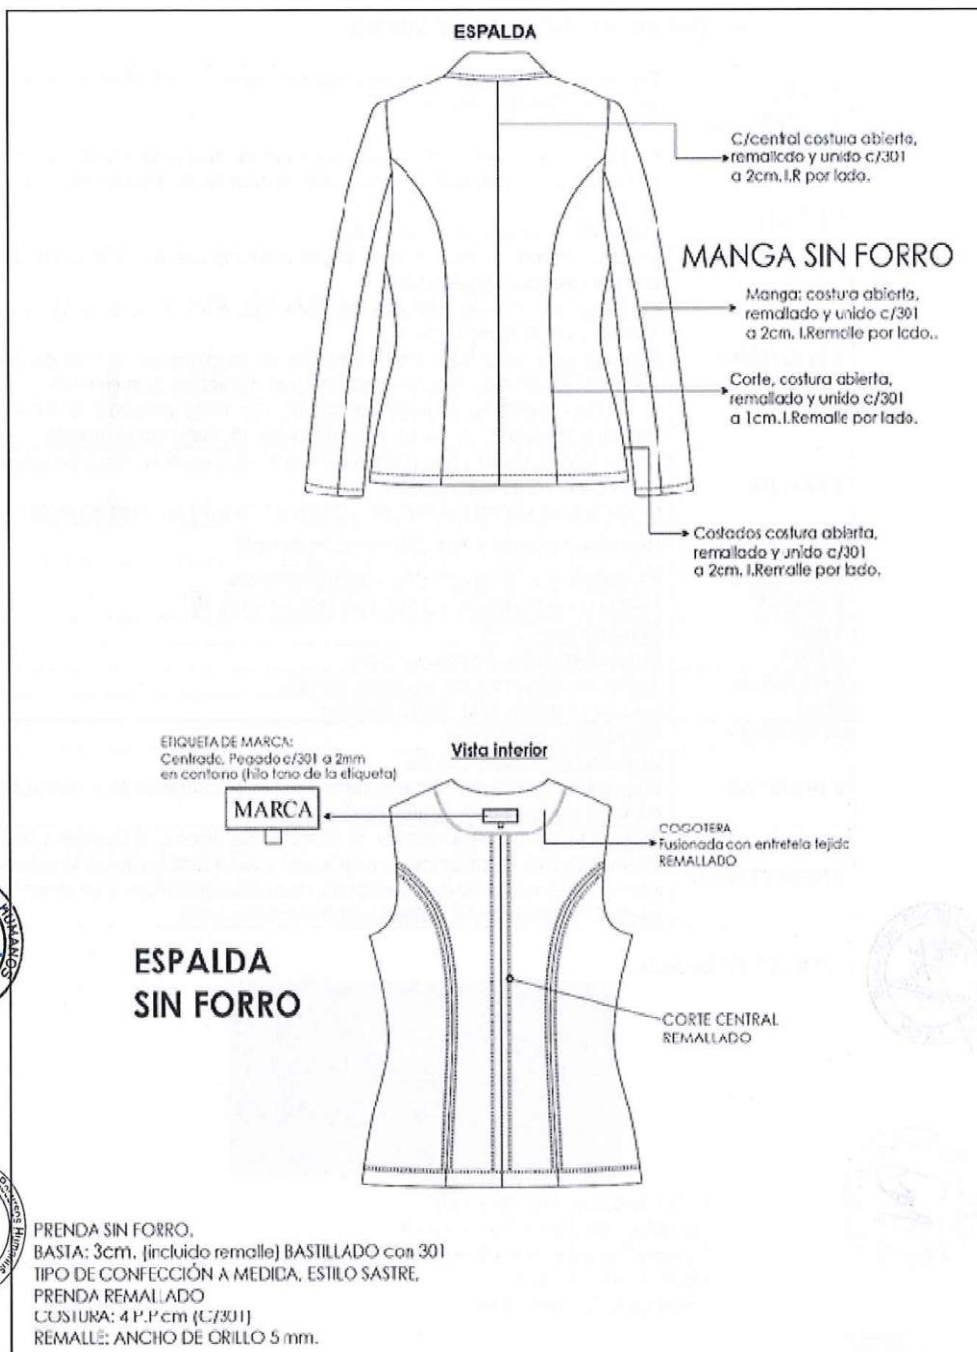 ESPALDA
C/central costura abierta,
remallado y unido c/301
a 2cm. I.R por lado.
MANGA SIN FORRO
Manga: costura abierta,
remallado y unido c/301
a 2cm. I.Remalle por lado..
Corte, costura abierta,
remallado y unido c/301
a 1cm. I.Remalle por lado.
Costados costura abierta,
remallado y unido c/301
a 2cm. I.Remalle por lado.
ETIQUETA DE MARCA:
Centrado. Pegado c/301 a 2mm
en contorno (hilo tono de la etiqueta)
MARCA
Vista interior
COGOTERA
Fusionada con entretela tejido
REMALLADO
ESPALDA
SIN FORRO
CORTE CENTRAL
REMALLADO
HUMANOS
Recursos Humanos
PRENDA SIN FORRO.
BASTA: 3cm. (incluido remalle) BASTILLADO con 301
TIPO DE CONFECCIÓN A MEDIDA, ESTILO SASTRE,
PRENDA REMALLADO
COSTURA: 4 P.P cm (C/301)
REMALLE: ANCHO DE ORILLO 5 mm.